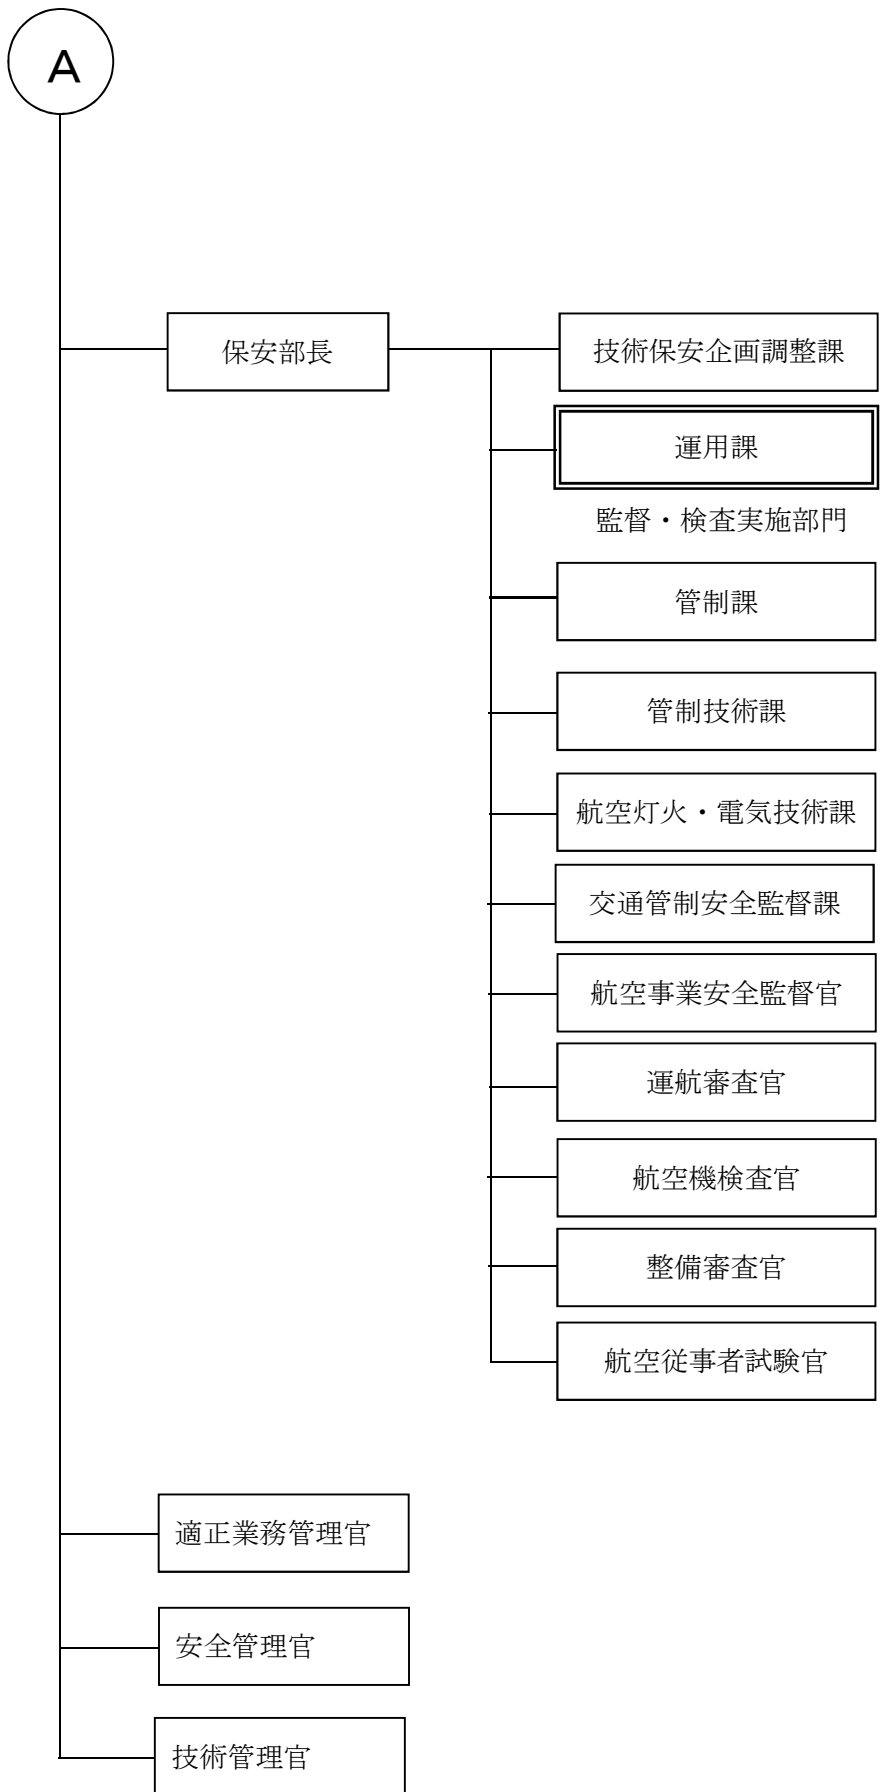 A
保安部長
技術保安企画調整課
運用課
監督・検査実施部門
管制課
管制技術課
航空灯火・電気技術課
交通管制安全監督課
航空事業安全監督官
運航審査官
航空機検査官
整備審査官
航空従事者試験官
適正業務管理官
安全管理官
技術管理官